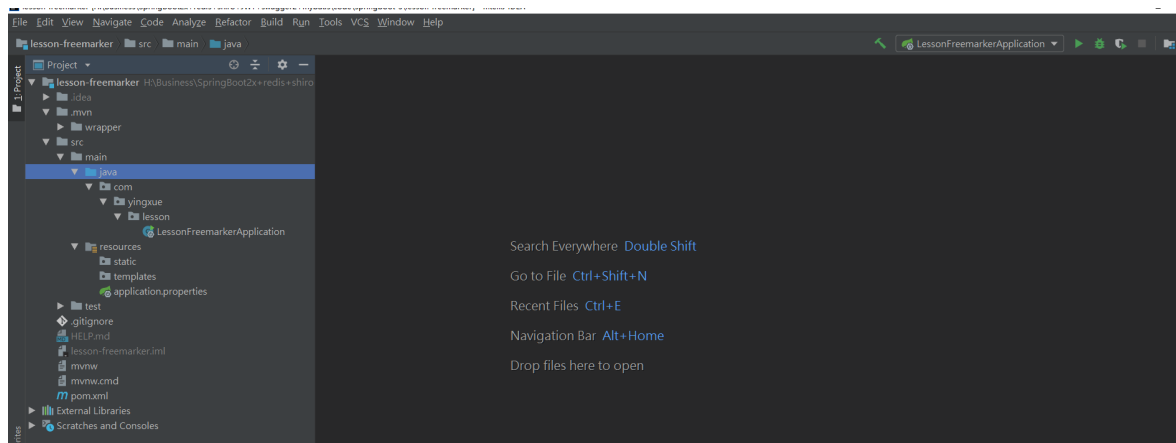 File Edit View Navigate Code Analyze Refactor Build Run Tools VCS Window Help
lesson-freemarker src main java LessonFreemarkerApplication
1: Project
Project
lesson-freemarker H:\Business\SpringBoot2x+redis+shiro
.idea
.mvn
wrapper
src
main
java
com
yingxue
lesson
LessonFreemarkerApplication
resources
static
templates
application.properties
test
.gitignore
HELP.md
lesson-freemarker.iml
mvnw
mvnw.cmd
pom.xml
External Libraries
Scratches and Consoles
Search Everywhere Double Shift
Go to File Ctrl+Shift+N
Recent Files Ctrl+E
Navigation Bar Alt+Home
Drop files here to open